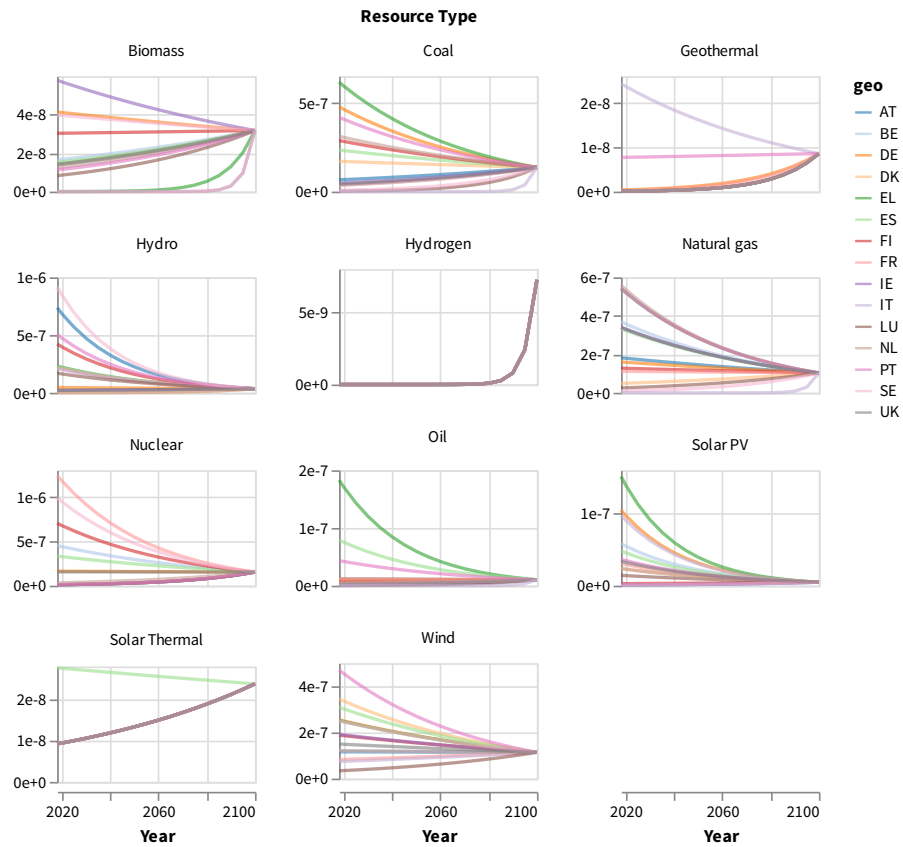 Resource Type
Biomass Coal Geothermal
4e-8 2e-8 0e+0
5e-7 0e+0
2e-8 1e-8 0e+0
Hydro Hydrogen Natural gas
1e-6 5e-7 0e+0
5e-9 0e+0
6e-7 4e-7 2e-7 0e+0
Nuclear Oil Solar PV
1e-6 5e-7 0e+0
2e-7 1e-7 0e+0
1e-7 0e+0
Solar Thermal Wind
2e-8 1e-8 0e+0
4e-7 2e-7 0e+0
2020 2060 2100 2020 2060 2100 2020 2060 2100
Year Year Year
geo
AT
BE
DE
DK
EL
ES
FI
FR
IE
IT
LU
NL
PT
SE
UK